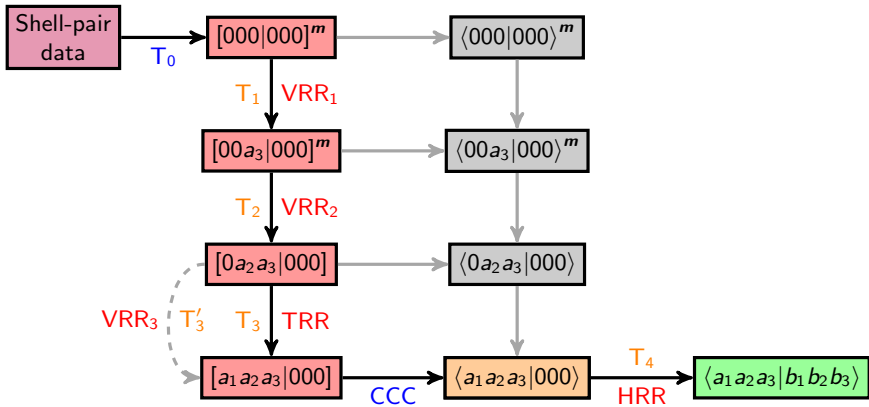 Shell-pair
data
T₀
[000|000]ᵐ
⟨000|000⟩ᵐ
T₁
VRR₁
[00a₃|000]ᵐ
⟨00a₃|000⟩ᵐ
T₂
VRR₂
[0a₂a₃|000]
⟨0a₂a₃|000⟩
VRR₃
T₃′
T₃
TRR
[a₁a₂a₃|000]
CCC
⟨a₁a₂a₃|000⟩
T₄
HRR
⟨a₁a₂a₃|b₁b₂b₃⟩